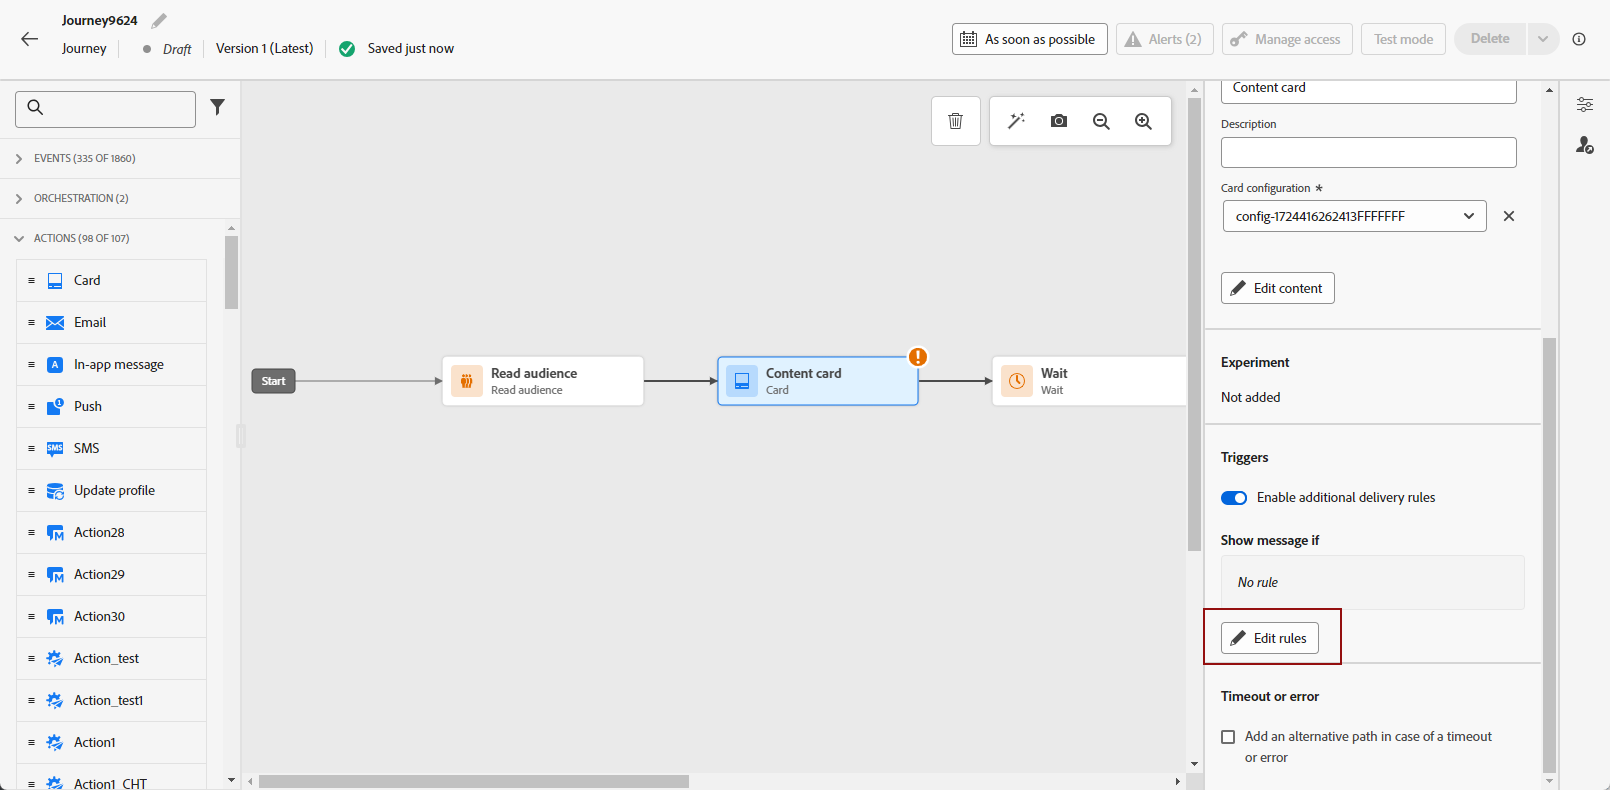 Journey9624
Journey
Draft
Version 1 (Latest)
Saved just now
As soon as possible
Alerts (2)
Manage access
Test mode
Delete
EVENTS (335 OF 1860)
ORCHESTRATION (2)
ACTIONS (98 OF 107)
Card
Email
A In-app message
1 Push
SMS SMS
Update profile
M Action28
M Action29
M Action30
Action_test
Action_test1
Action1
Action1_CHT
Start
Read audience
Read audience
Content card
Card
!
Wait
Wait
Content card
Description
Card configuration *
config-1724416262413FFFFFFF
Edit content
Experiment
Not added
Triggers
Enable additional delivery rules
Show message if
No rule
Edit rules
Timeout or error
Add an alternative path in case of a timeout
or error